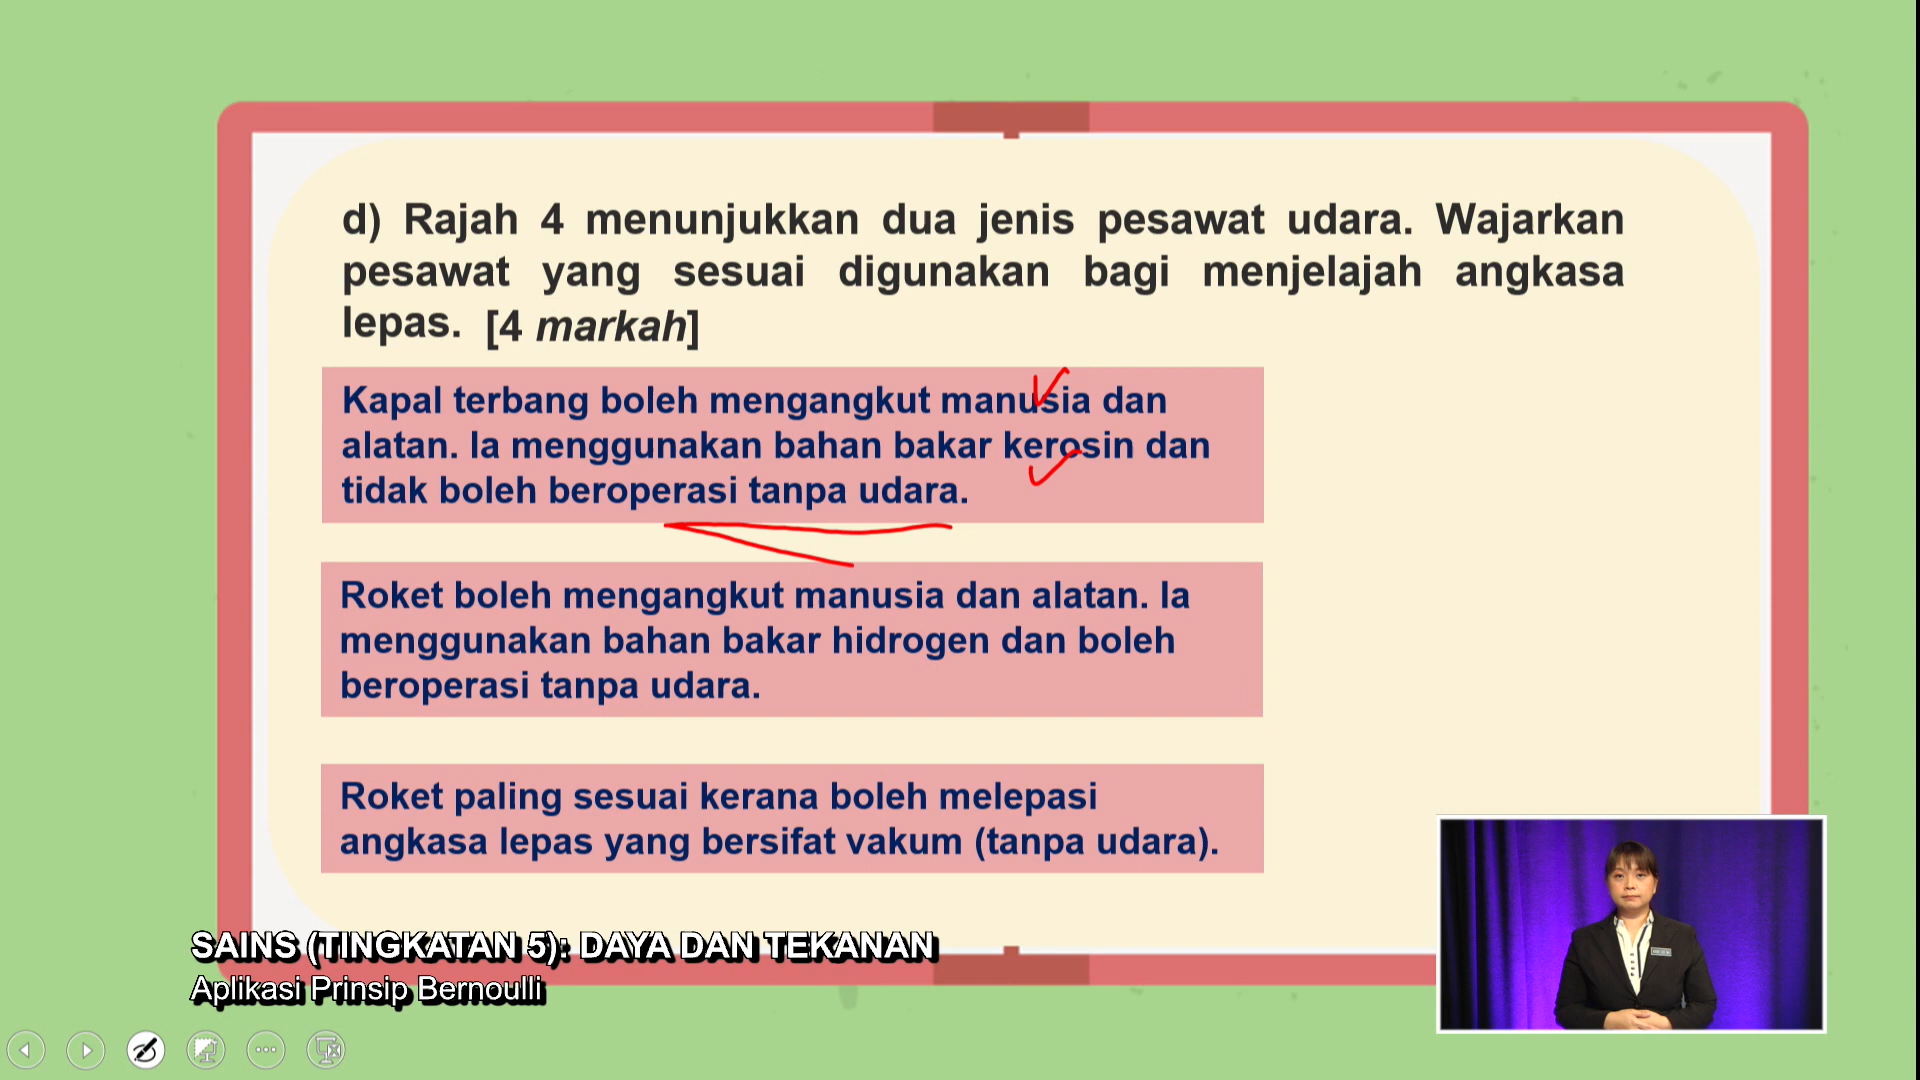 d) Rajah 4 menunjukkan dua jenis pesawat udara. Wajarkan
pesawat yang sesuai digunakan bagi menjelajah angkasa
lepas. [4 markah]
Kapal terbang boleh mengangkut manusia dan
alatan. Ia menggunakan bahan bakar kerosin dan
tidak boleh beroperasi tanpa udara.
Roket boleh mengangkut manusia dan alatan. Ia
menggunakan bahan bakar hidrogen dan boleh
beroperasi tanpa udara.
Roket paling sesuai kerana boleh melepasi
angkasa lepas yang bersifat vakum (tanpa udara).
SAINS (TINGKATAN 5): DAYA DAN TEKANAN
Aplikasi Prinsip Bernoulli